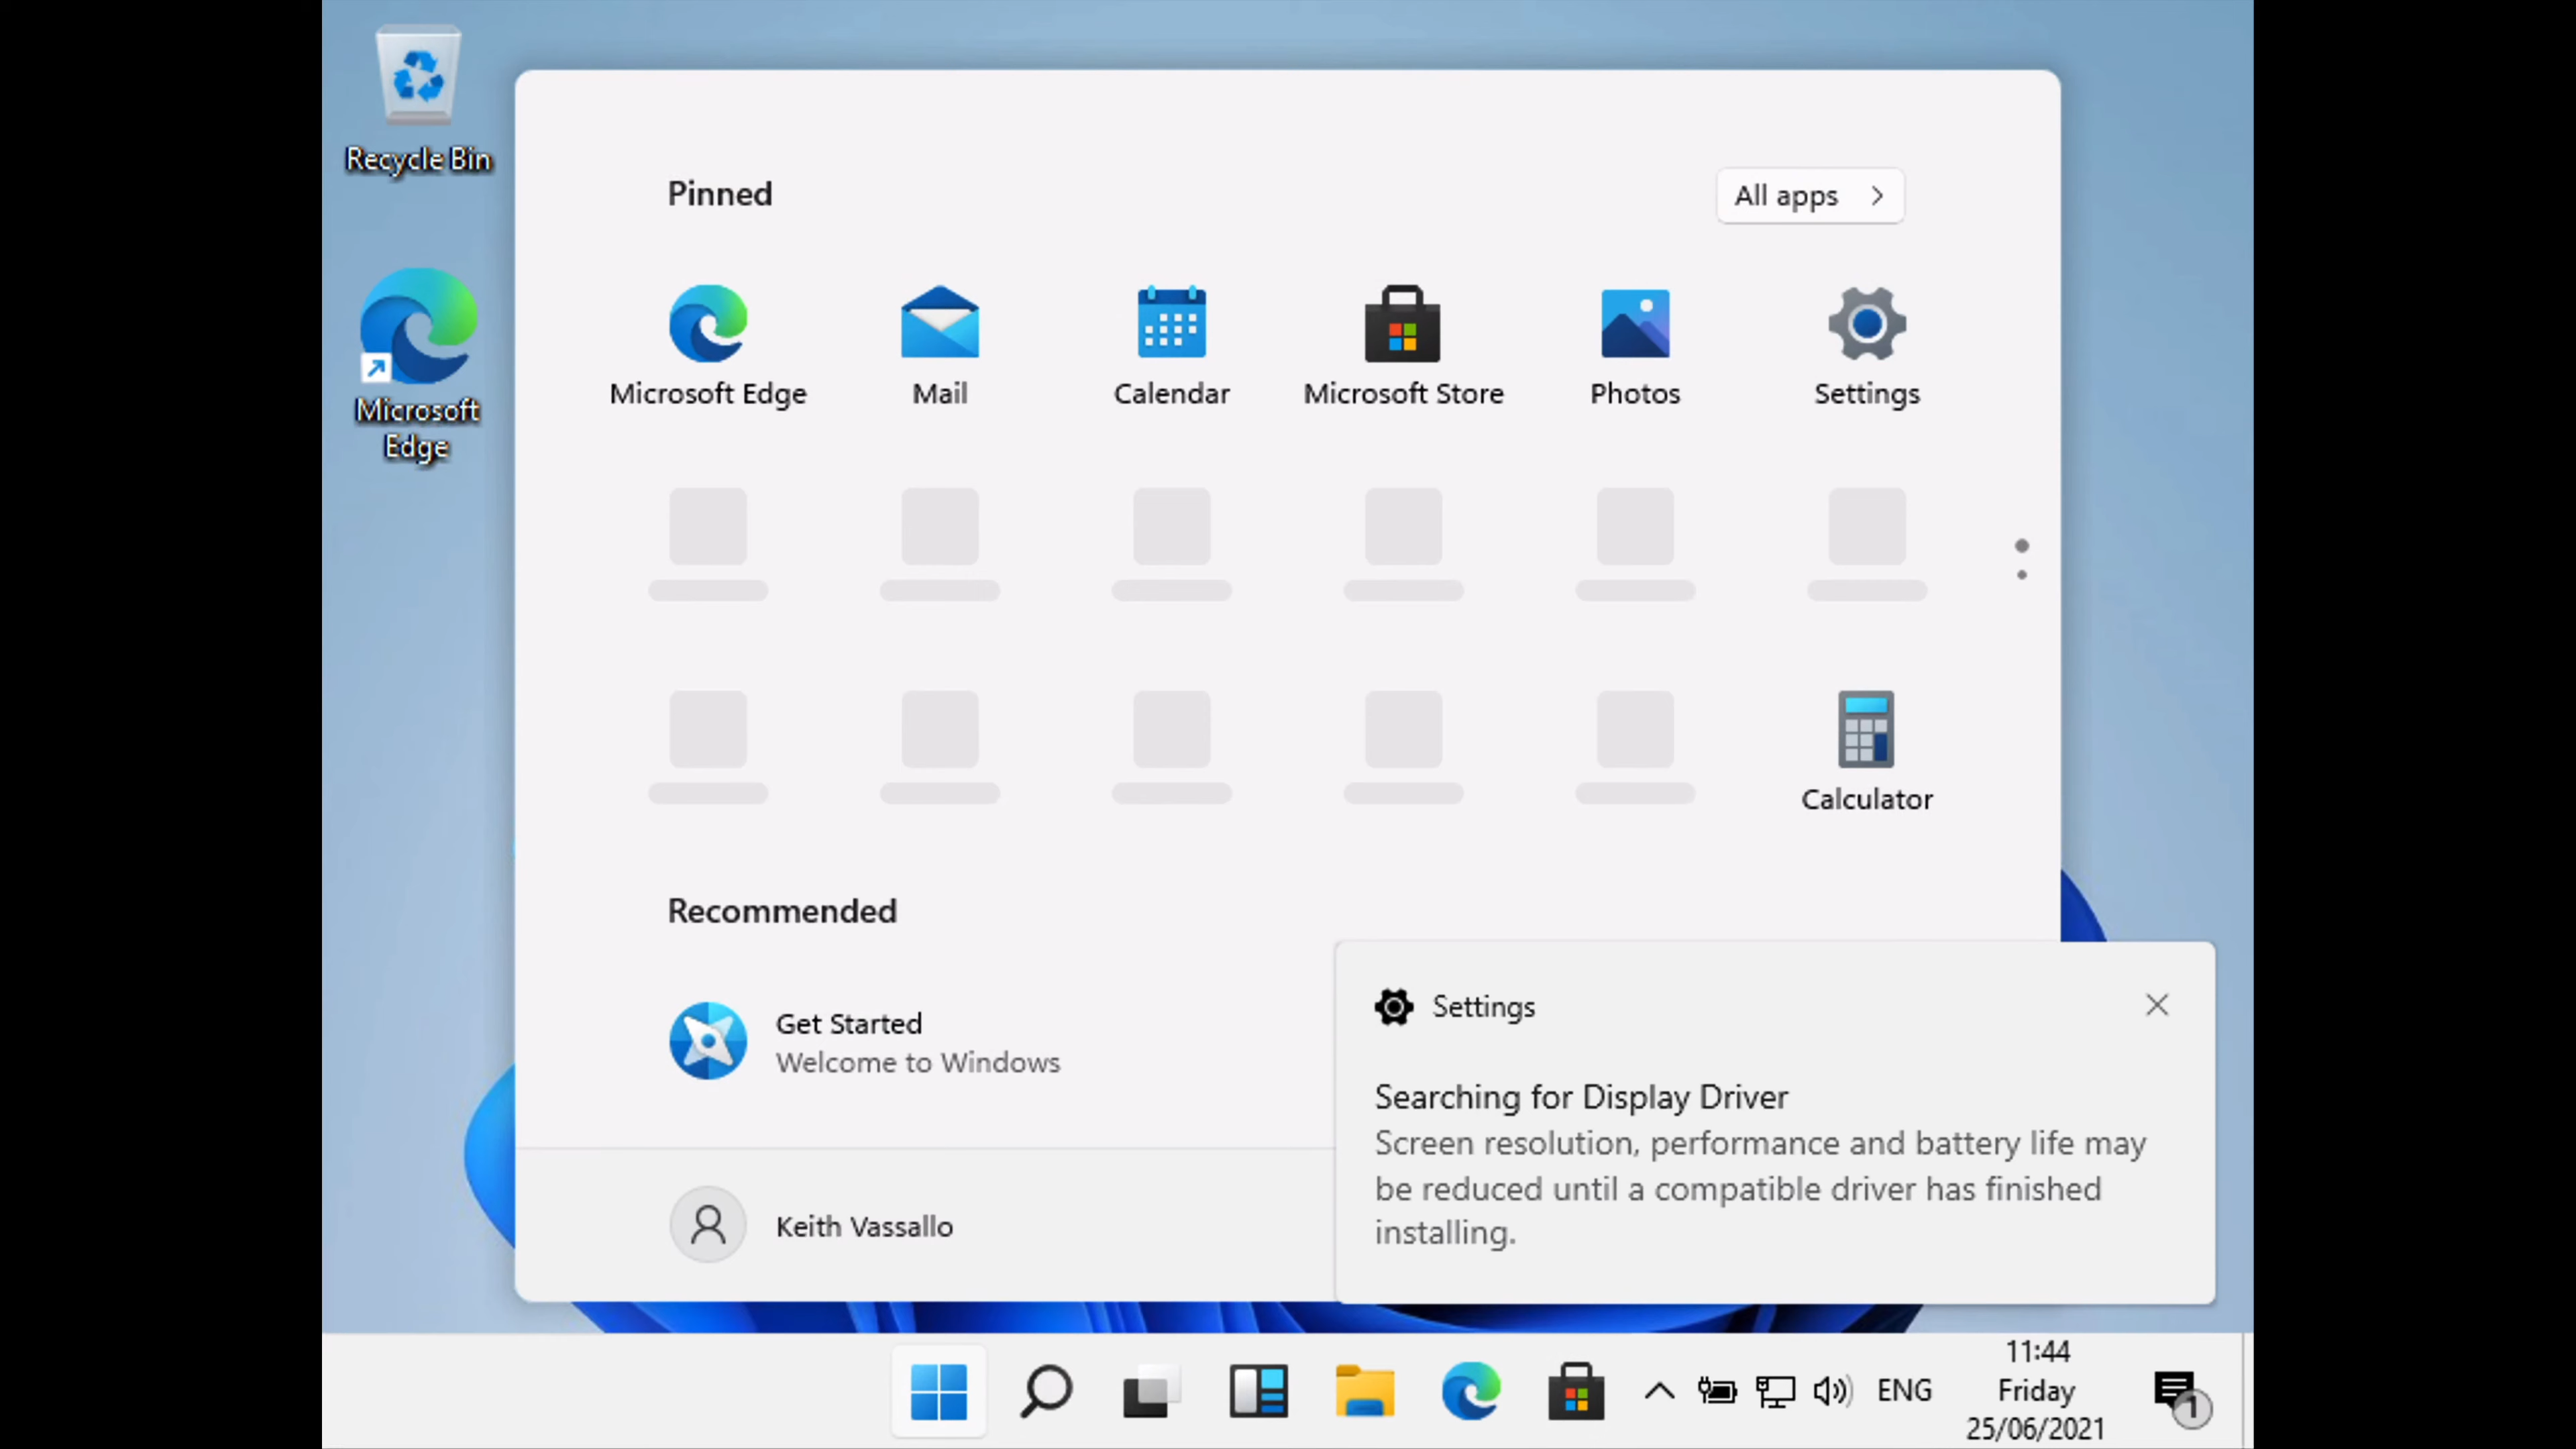 Recycle Bin
Microsoft
Edge
Pinned
All apps
Microsoft Edge
Mail
Calendar
Microsoft Store
Photos
Settings
Calculator
Recommended
Get Started
Welcome to Windows
Keith Vassallo
Settings
Searching for Display Driver
Screen resolution, performance and battery life may
be reduced until a compatible driver has finished
installing.
ENG
11:44
Friday
25/06/2021
1